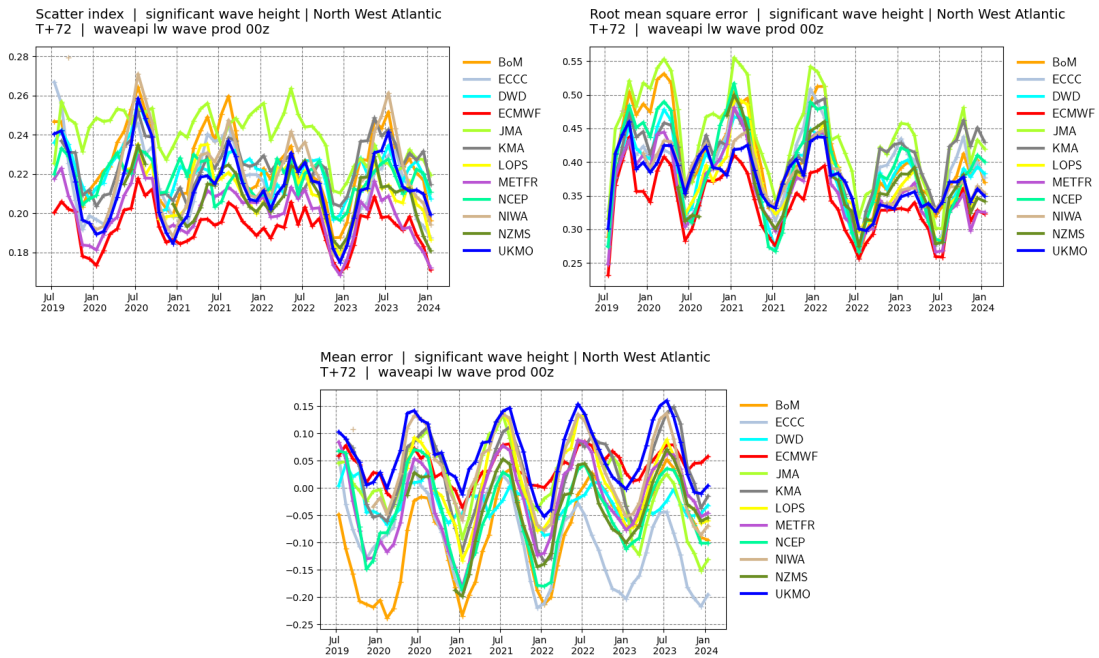 Scatter index | significant wave height | North West Atlantic
T+72 | waveapi lw wave prod 00z
0.28
0.26
0.24
0.22
0.20
0.18
Jul Jan Jul Jan Jul Jan Jul Jan Jul Jan
2019 2020 2020 2021 2021 2022 2022 2023 2023 2024
BoM
ECCC
DWD
ECMWF
JMA
KMA
LOPS
METFR
NCEP
NIWA
NZMS
UKMO
Root mean square error | significant wave height | North West Atlantic
T+72 | waveapi lw wave prod 00z
0.55
0.50
0.45
0.40
0.35
0.30
0.25
Jul Jan Jul Jan Jul Jan Jul Jan Jul Jan
2019 2020 2020 2021 2021 2022 2022 2023 2023 2024
BoM
ECCC
DWD
ECMWF
JMA
KMA
LOPS
METFR
NCEP
NIWA
NZMS
UKMO
Mean error | significant wave height | North West Atlantic
T+72 | waveapi lw wave prod 00z
0.15
0.10
0.05
0.00
−0.05
−0.10
−0.15
−0.20
−0.25
Jul Jan Jul Jan Jul Jan Jul Jan Jul Jan
2019 2020 2020 2021 2021 2022 2022 2023 2023 2024
BoM
ECCC
DWD
ECMWF
JMA
KMA
LOPS
METFR
NCEP
NIWA
NZMS
UKMO